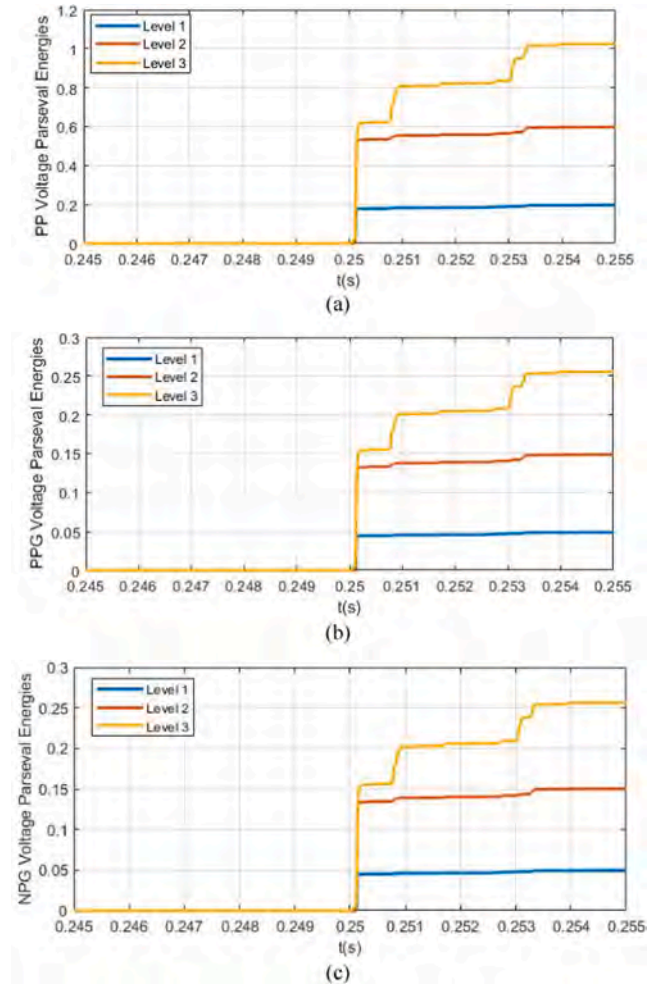 1.2
Level 1
Level 2
1
Level 3
0.8
0.6
0.4
0.2
0
PP Voltage Parseval Energies
0.245 0.246 0.247 0.248 0.249 0.25 0.251 0.252 0.253 0.254 0.255
t(s)
(a)
0.3
Level 1
Level 2
0.25
Level 3
0.2
0.15
0.1
0.05
0
PPG Voltage Parseval Energies
0.245 0.246 0.247 0.248 0.249 0.25 0.251 0.252 0.253 0.254 0.255
t(s)
(b)
0.3
Level 1
Level 2
0.25
Level 3
0.2
0.15
0.1
0.05
0
NPG Voltage Parseval Energies
0.245 0.246 0.247 0.248 0.249 0.25 0.251 0.252 0.253 0.254 0.255
t(s)
(c)